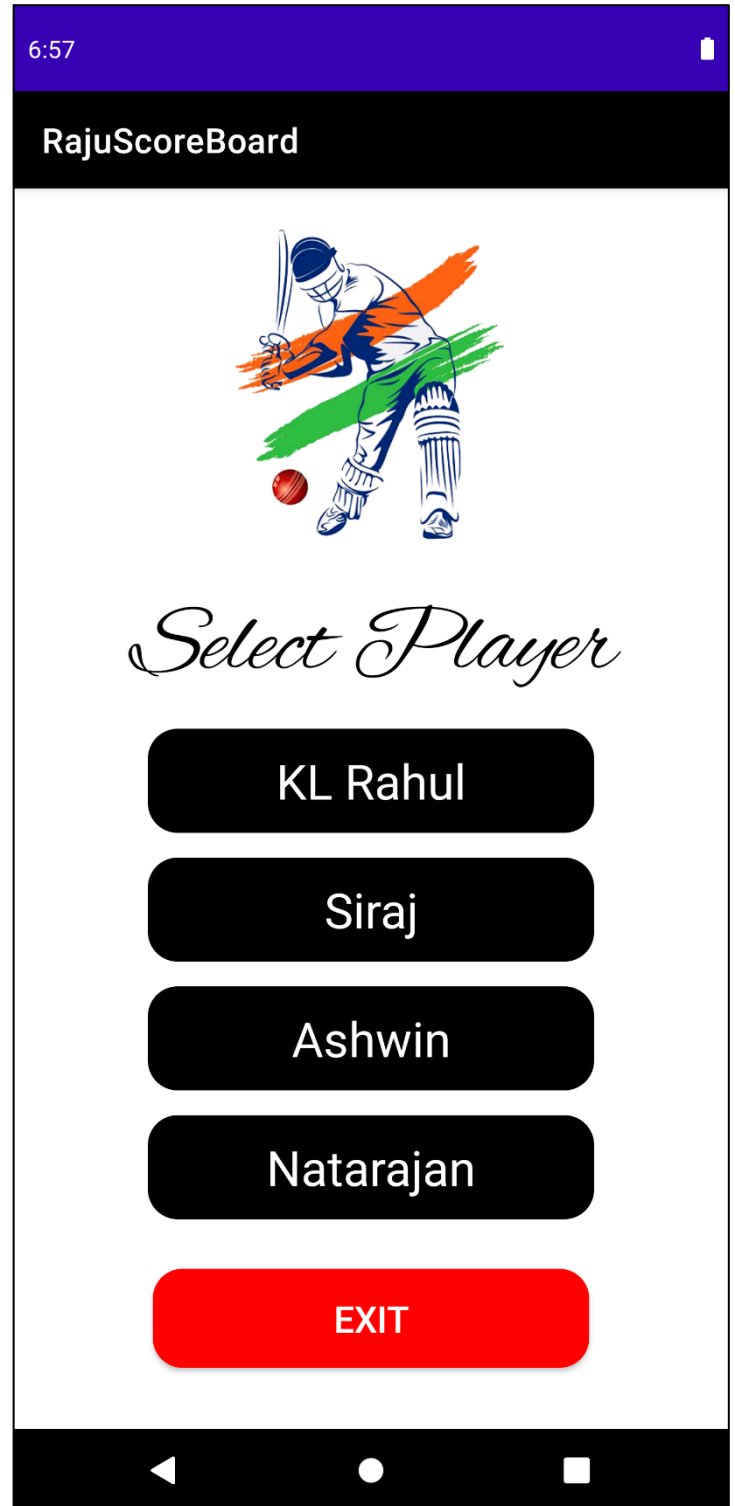 6:57
RajuScoreBoard
Select Player
KL Rahul
Siraj
Ashwin
Natarajan
EXIT